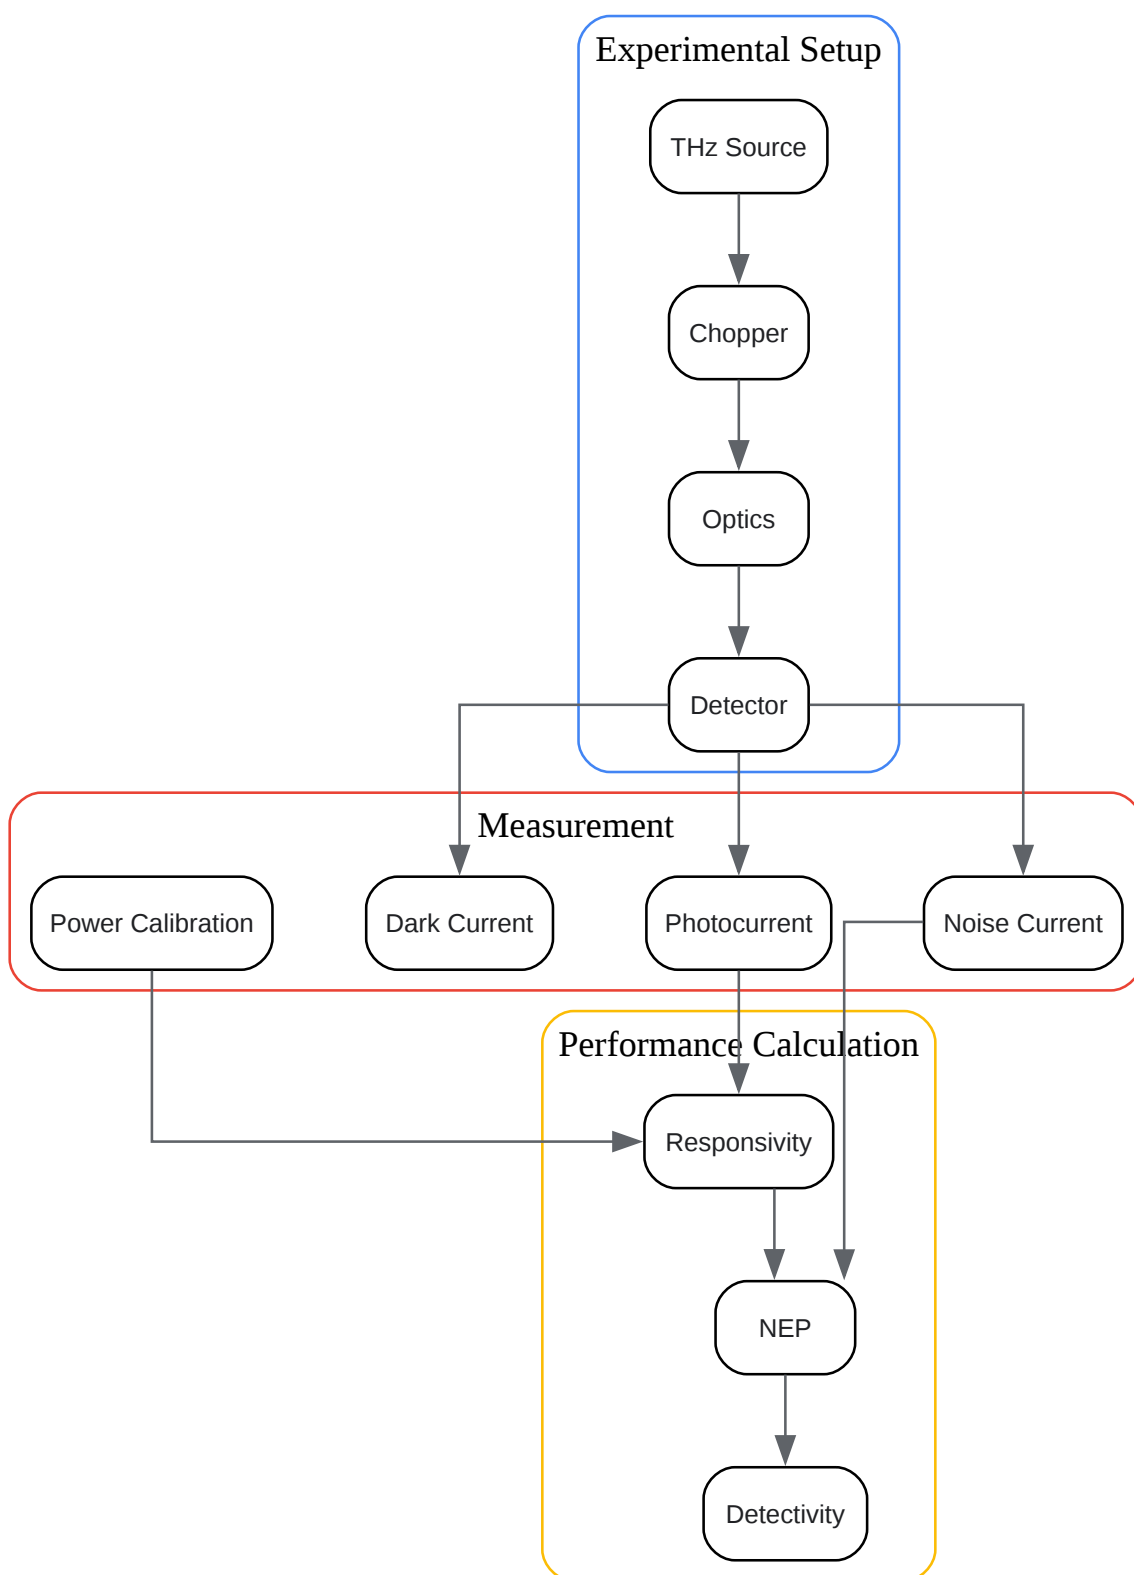 Experimental Setup
THz Source
Chopper
Optics
Detector
Measurement
Power Calibration
Dark Current
Photocurrent
Noise Current
Performance Calculation
Responsivity
NEP
Detectivity